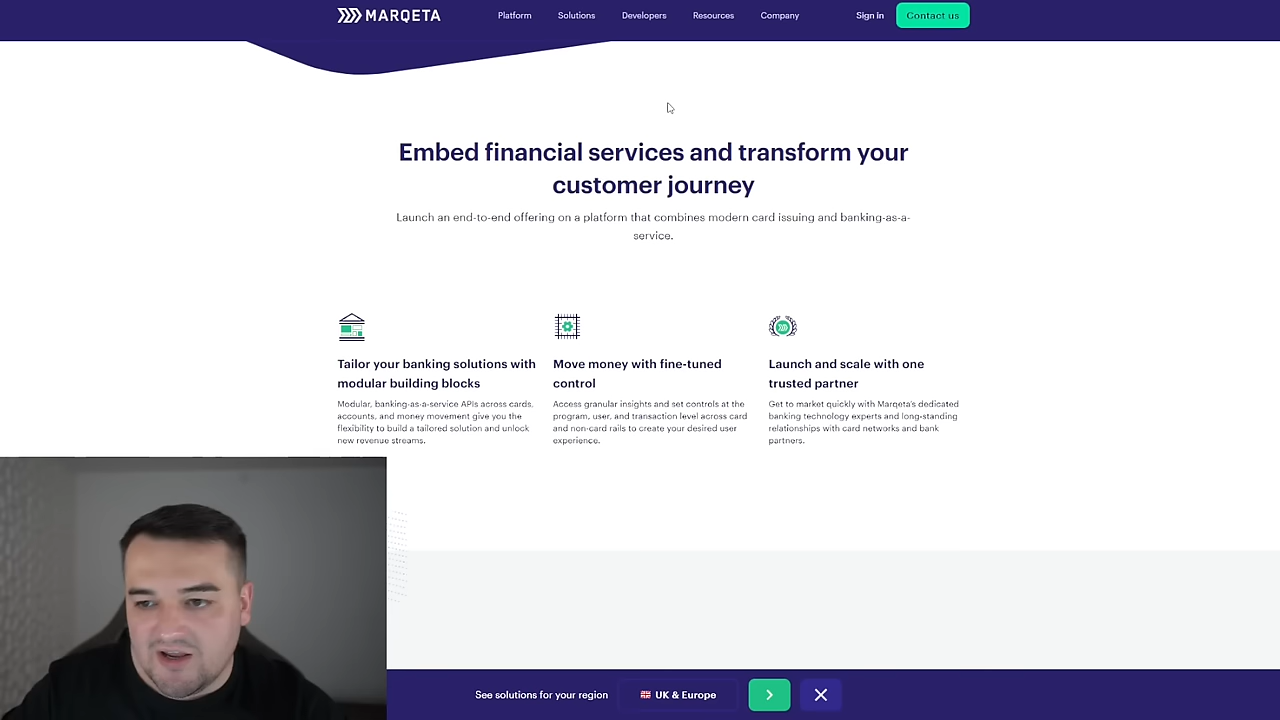 MARQETA
Platform
Solutions
Developers
Resources
Company
Sign in
Contact us
Embed financial services and transform your
customer journey
Launch an end-to-end offering on a platform that combines modern card issuing and banking-as-a-
service.
Tailor your banking solutions with
modular building blocks
Modular, banking-as-a-service APIs across cards,
accounts, and money movement give you the
flexibility to build a tailored solution and unlock
new revenue streams.
Move money with fine-tuned
control
Access granular insights and set controls at the
program, user, and transaction level across card
and non-card rails to create your desired user
experience.
Launch and scale with one
trusted partner
Get to market quickly with Marqeta's dedicated
banking technology experts and long-standing
relationships with card networks and bank
partners.
See solutions for your region
UK & Europe